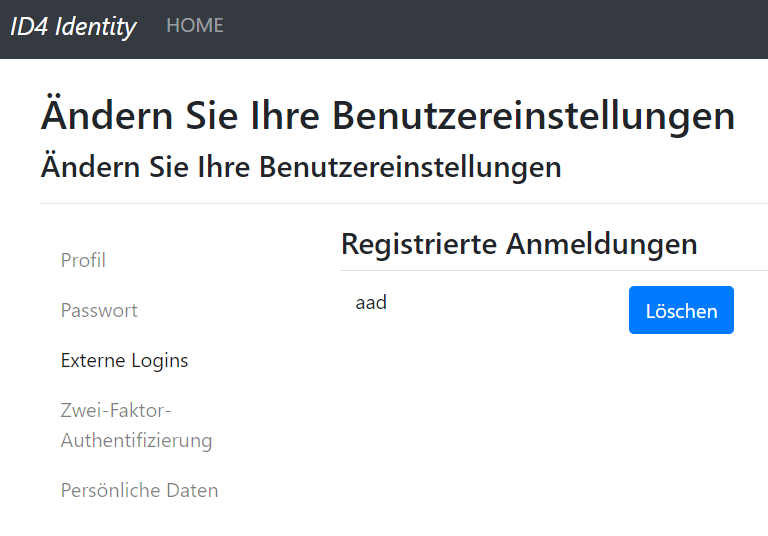 ID4 Identity HOME
Ändern Sie Ihre Benutzereinstellungen
Ändern Sie Ihre Benutzereinstellungen
Profil
Passwort
Externe Logins
Zwei-Faktor-
Authentifizierung
Persönliche Daten
Registrierte Anmeldungen
aad Löschen